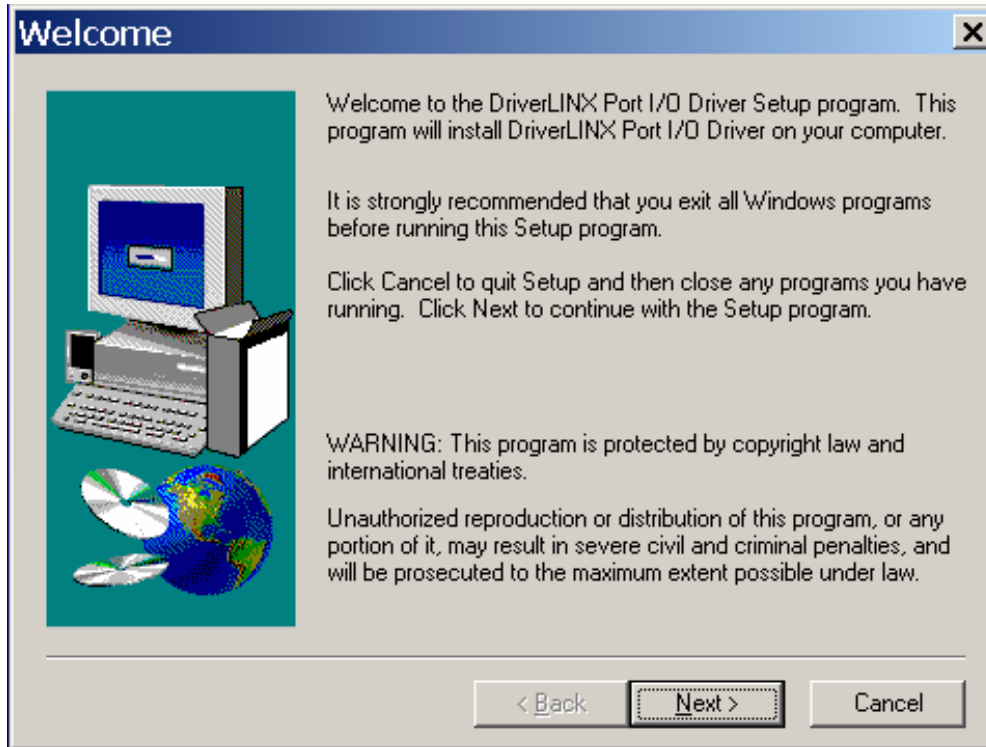 Welcome
Welcome to the DriverLINX Port I/O Driver Setup program.  This
program will install DriverLINX Port I/O Driver on your computer.
It is strongly recommended that you exit all Windows programs
before running this Setup program.
Click Cancel to quit Setup and then close any programs you have
running.  Click Next to continue with the Setup program.
WARNING: This program is protected by copyright law and
international treaties.
Unauthorized reproduction or distribution of this program, or any
portion of it, may result in severe civil and criminal penalties, and
will be prosecuted to the maximum extent possible under law.
< Back
Next >
Cancel